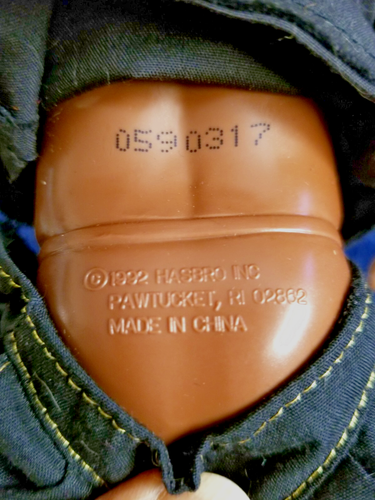 0590317
©1992 HASBRO INC
PAWTUCKET, RI 02862
MADE IN CHINA